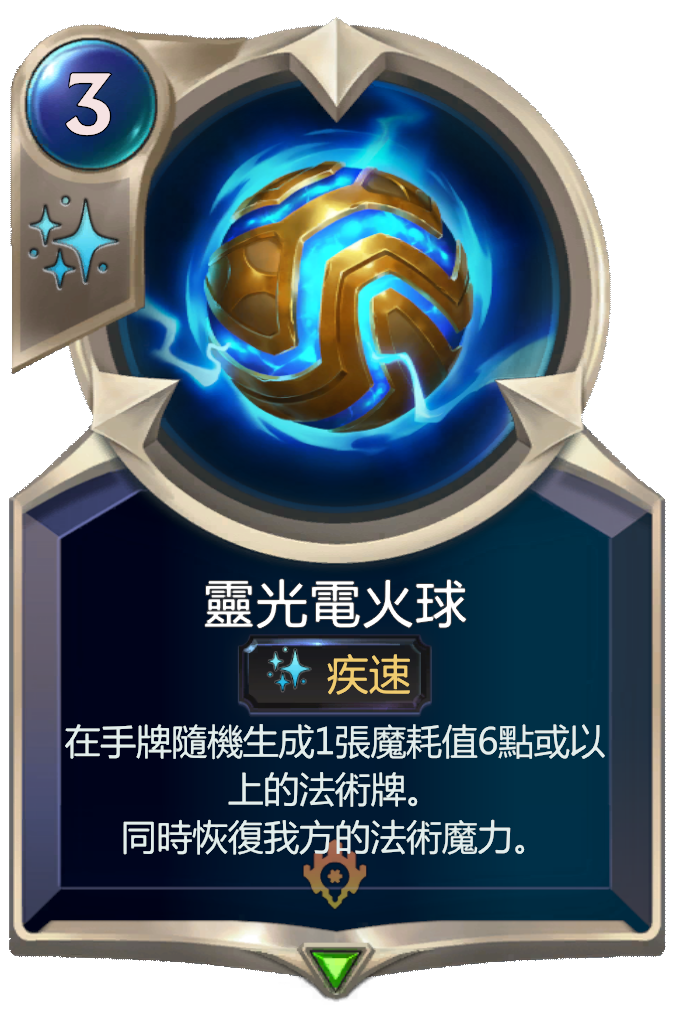 3
靈光電火球
疾速
在手牌隨機生成1張魔耗值6點或以
上的法術牌。
同時恢復我方的法術魔力。